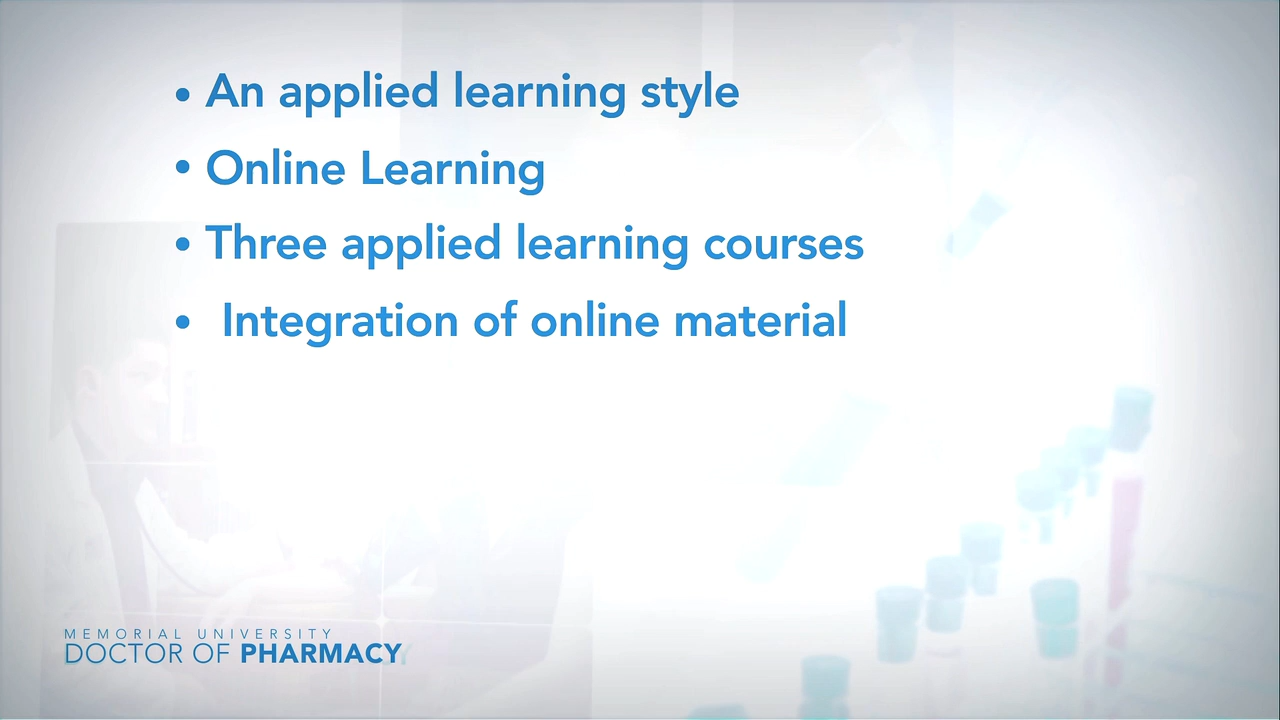 • An applied learning style
• Online Learning
• Three applied learning courses
• Integration of online material
MEMORIAL UNIVERSITY
DOCTOR OF PHARMACY